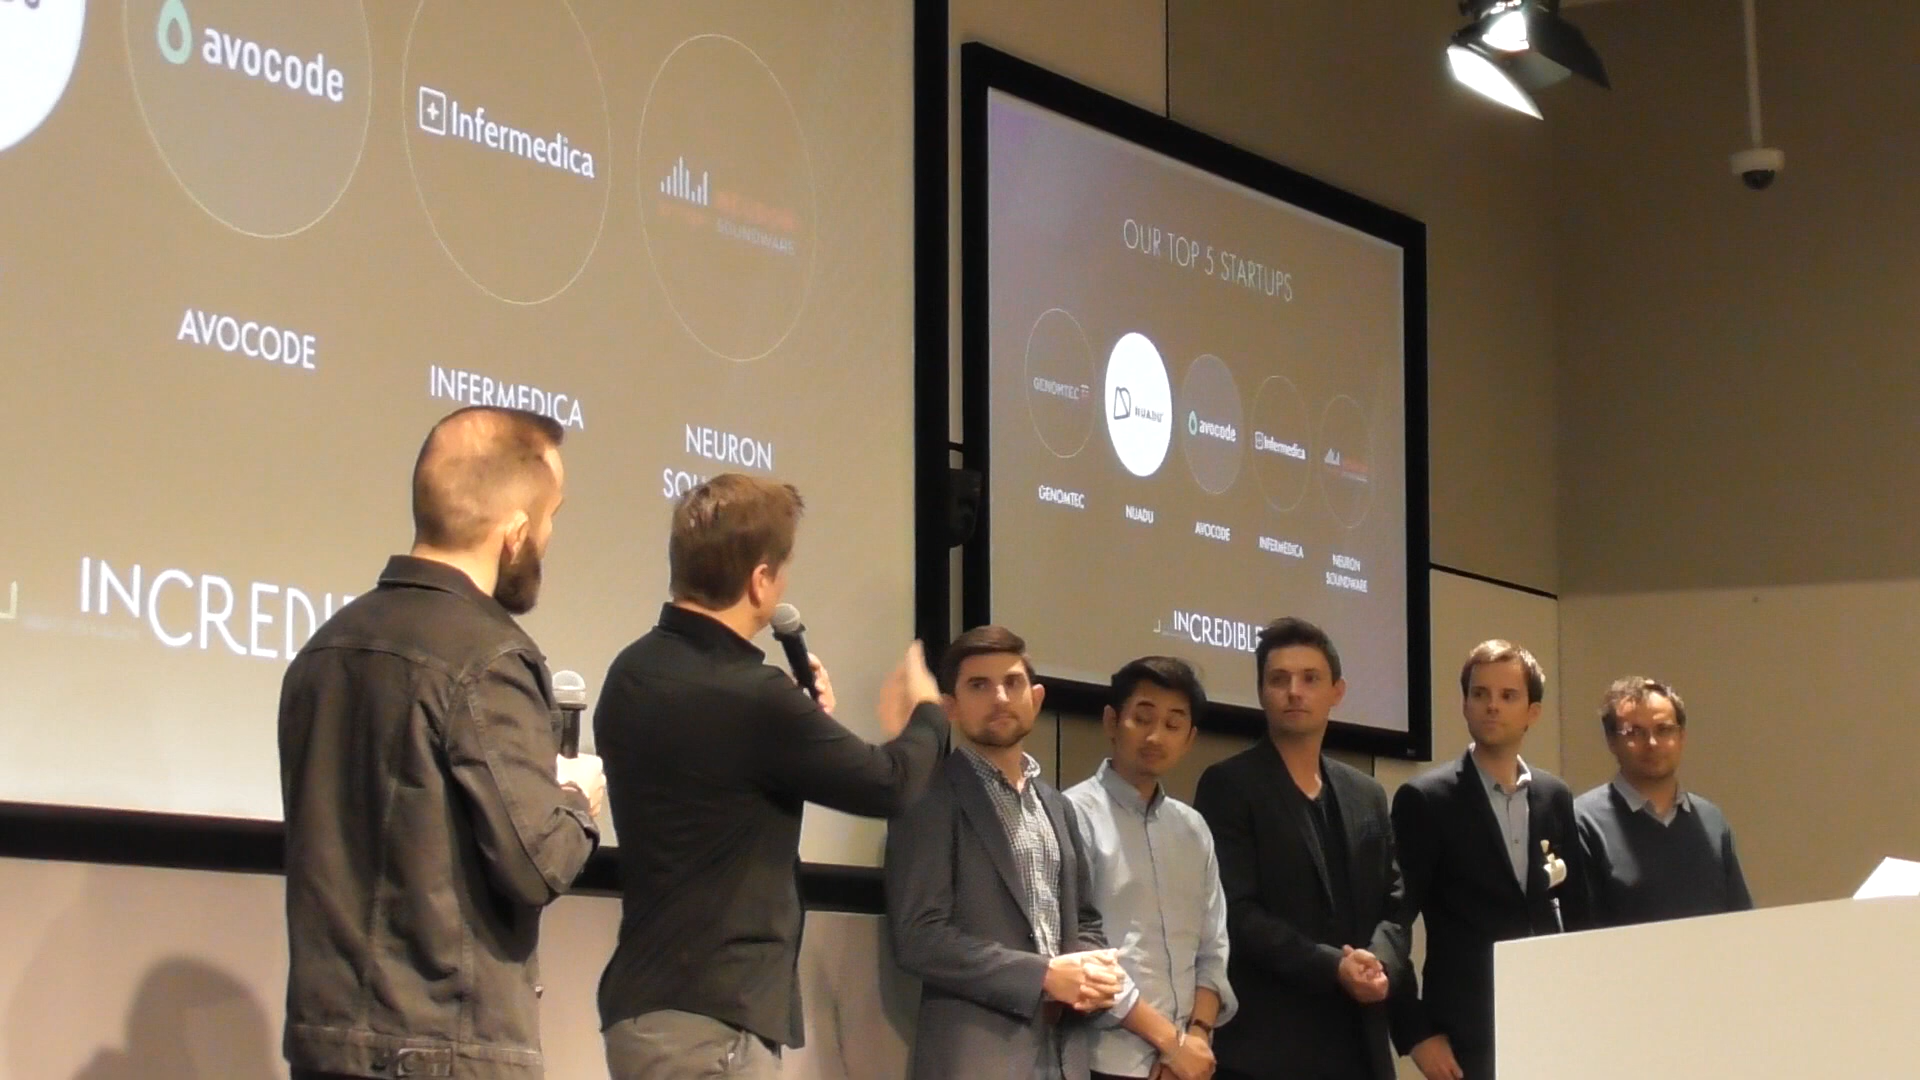 avocode
Infermedica
SOUNDWARE
AVOCODE
INFERMEDICA
NEURON
INCREDI
OUR TOP 5 STARTUPS
GENOMTEC
NUADU
avocode
Infermedica
GENOMTEC
NUADU
AVOCODE
INFERMEDICA
NEURON
SOUNDWARE
INCREDIBLE